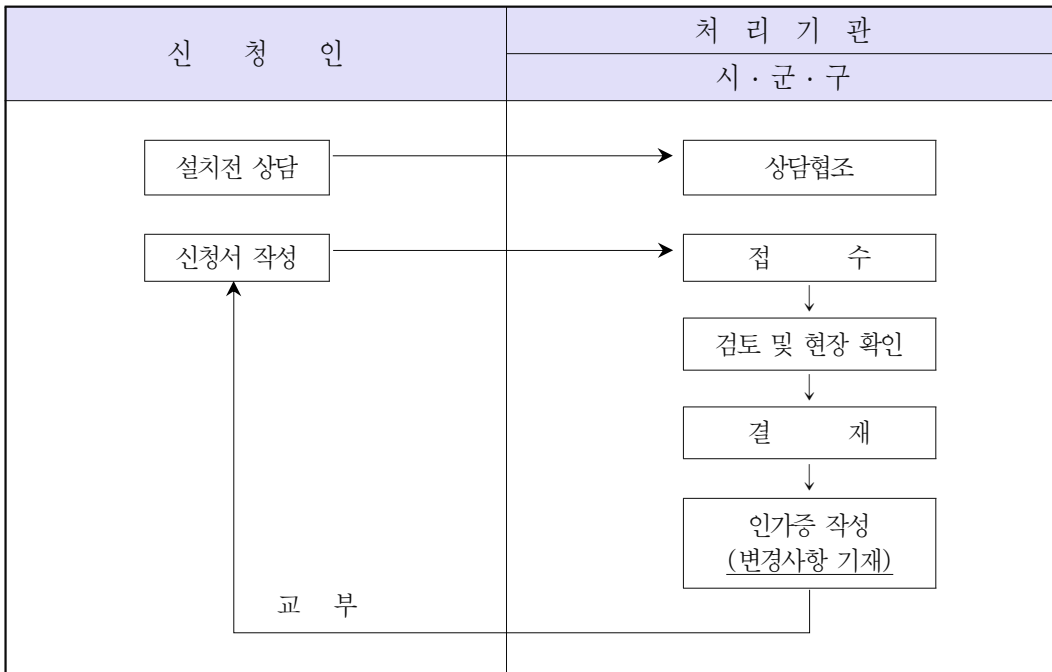 신 청 인
처 리 기 관
시 · 군 · 구
설치전 상담
상담협조
신청서 작성
접 수
검토 및 현장 확인
결 재
인가증 작성
(변경사항 기재)
교 부